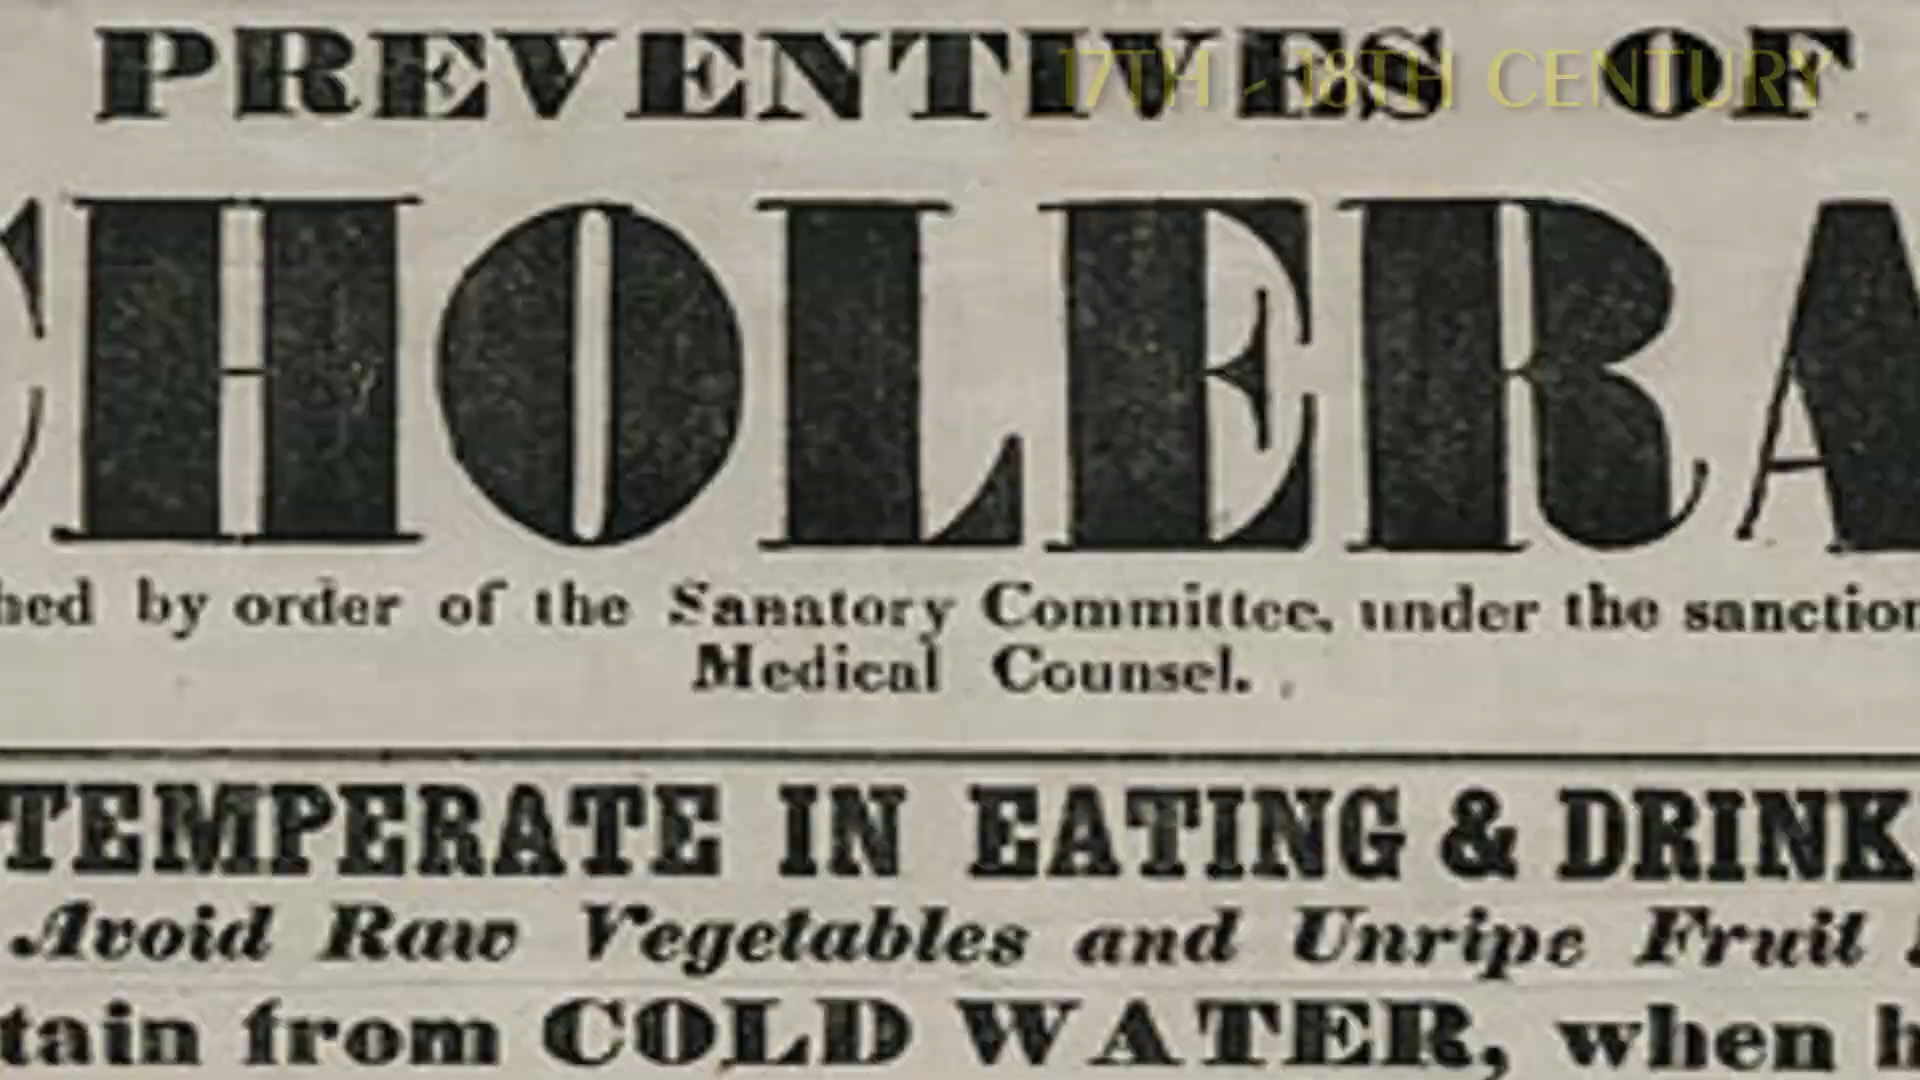 PREVENTIVES OF
17TH - 18TH CENTURY
CHOLERA
hed by order of the Sanatory Committee, under the sanction
Medical Counsel.
TEMPERATE IN EATING & DRINK
Avoid Raw Vegetables and Unripe Fruit
tain from COLD WATER, when h